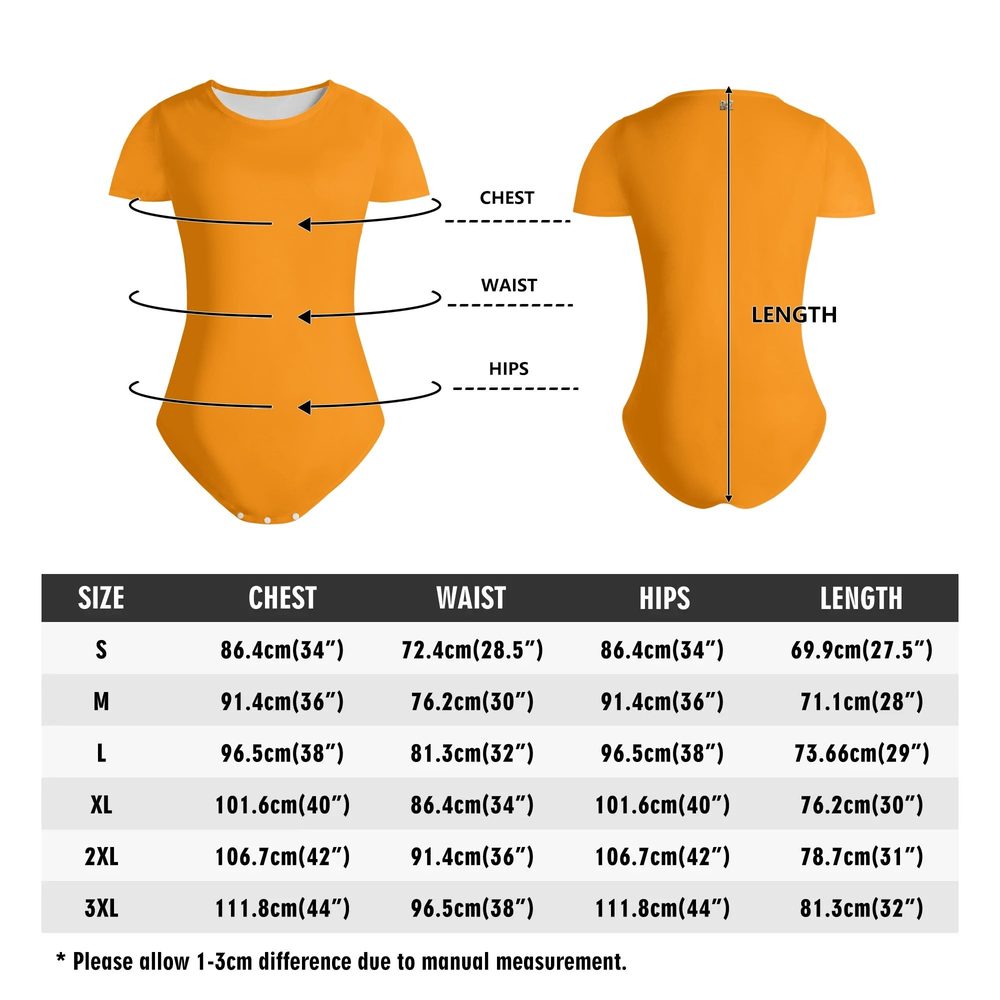 CHEST
WAIST
HIPS
LENGTH
SIZE CHEST WAIST HIPS LENGTH
S 86.4cm(34”) 72.4cm(28.5”) 86.4cm(34”) 69.9cm(27.5”)
M 91.4cm(36”) 76.2cm(30”) 91.4cm(36”) 71.1cm(28”)
L 96.5cm(38”) 81.3cm(32”) 96.5cm(38”) 73.66cm(29”)
XL 101.6cm(40”) 86.4cm(34”) 101.6cm(40”) 76.2cm(30”)
2XL 106.7cm(42”) 91.4cm(36”) 106.7cm(42”) 78.7cm(31”)
3XL 111.8cm(44”) 96.5cm(38”) 111.8cm(44”) 81.3cm(32”)
* Please allow 1-3cm difference due to manual measurement.